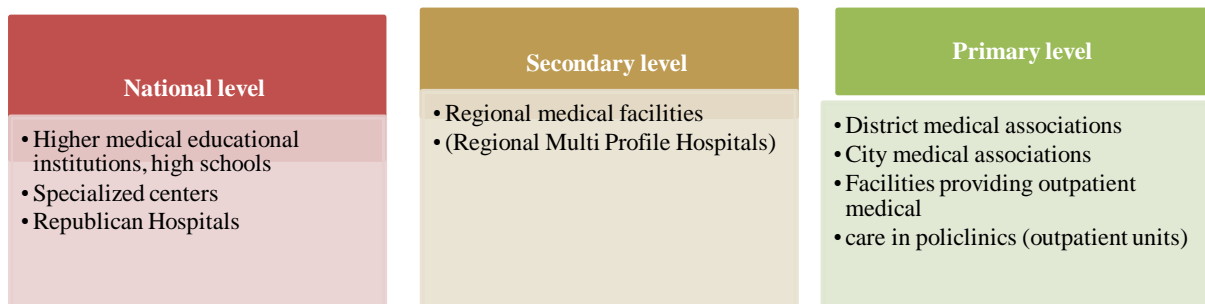 National level
• Higher medical educational
institutions, high schools
• Specialized centers
• Republican Hospitals
Secondary level
• Regional medical facilities
• (Regional Multi Profile Hospitals)
Primary level
• District medical associations
• City medical associations
• Facilities providing outpatient
medical
• care in policlinics (outpatient units)